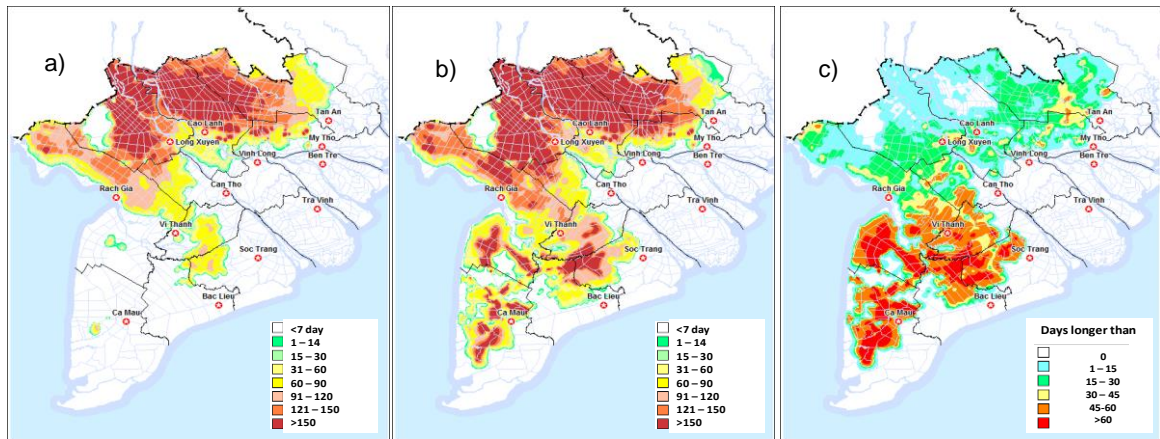 a)
Tan An
Cao Lanh
My Tho
Long Xuyen
Vinh Long
Ben Tre
Can Tho
Rach Gia
Tra Vinh
Vi Thanh
Soc Trang
Bac Lieu
Ca Mau
<7 day
1 – 14
15 – 30
31 – 60
60 – 90
91 – 120
121 – 150
>150
b)
Tan An
Cao Lanh
My Tho
Long Xuyen
Vinh Long
Ben Tre
Can Tho
Rach Gia
Tra Vinh
Vi Thanh
Soc Trang
Bac Lieu
Ca Mau
<7 day
1 – 14
15 – 30
31 – 60
60 – 90
91 – 120
121 – 150
>150
c)
Tan An
Cao Lanh
My Tho
Long Xuyen
Vinh Long
Ben Tre
Can Tho
Rach Gia
Tra Vinh
Vi Thanh
Soc Trang
Bac Lieu
Ca Mau
Days longer than
0
1 – 15
15 – 30
30 – 45
45-60
>60